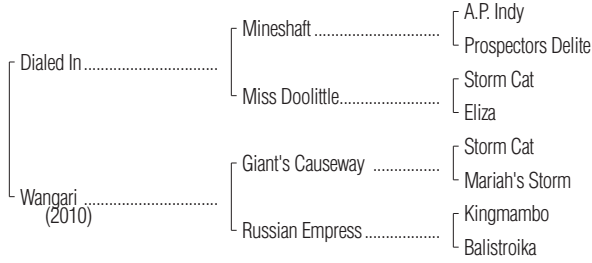 A.P. Indy
Mineshaft ..............................
Prospectors Delite
Dialed In................................
Storm Cat
Miss Doolittle........................
Eliza
Storm Cat
Giant's Causeway ................
Mariah's Storm
Wangari ................................
(2010)
Kingmambo
Russian Empress..................
Balistroika